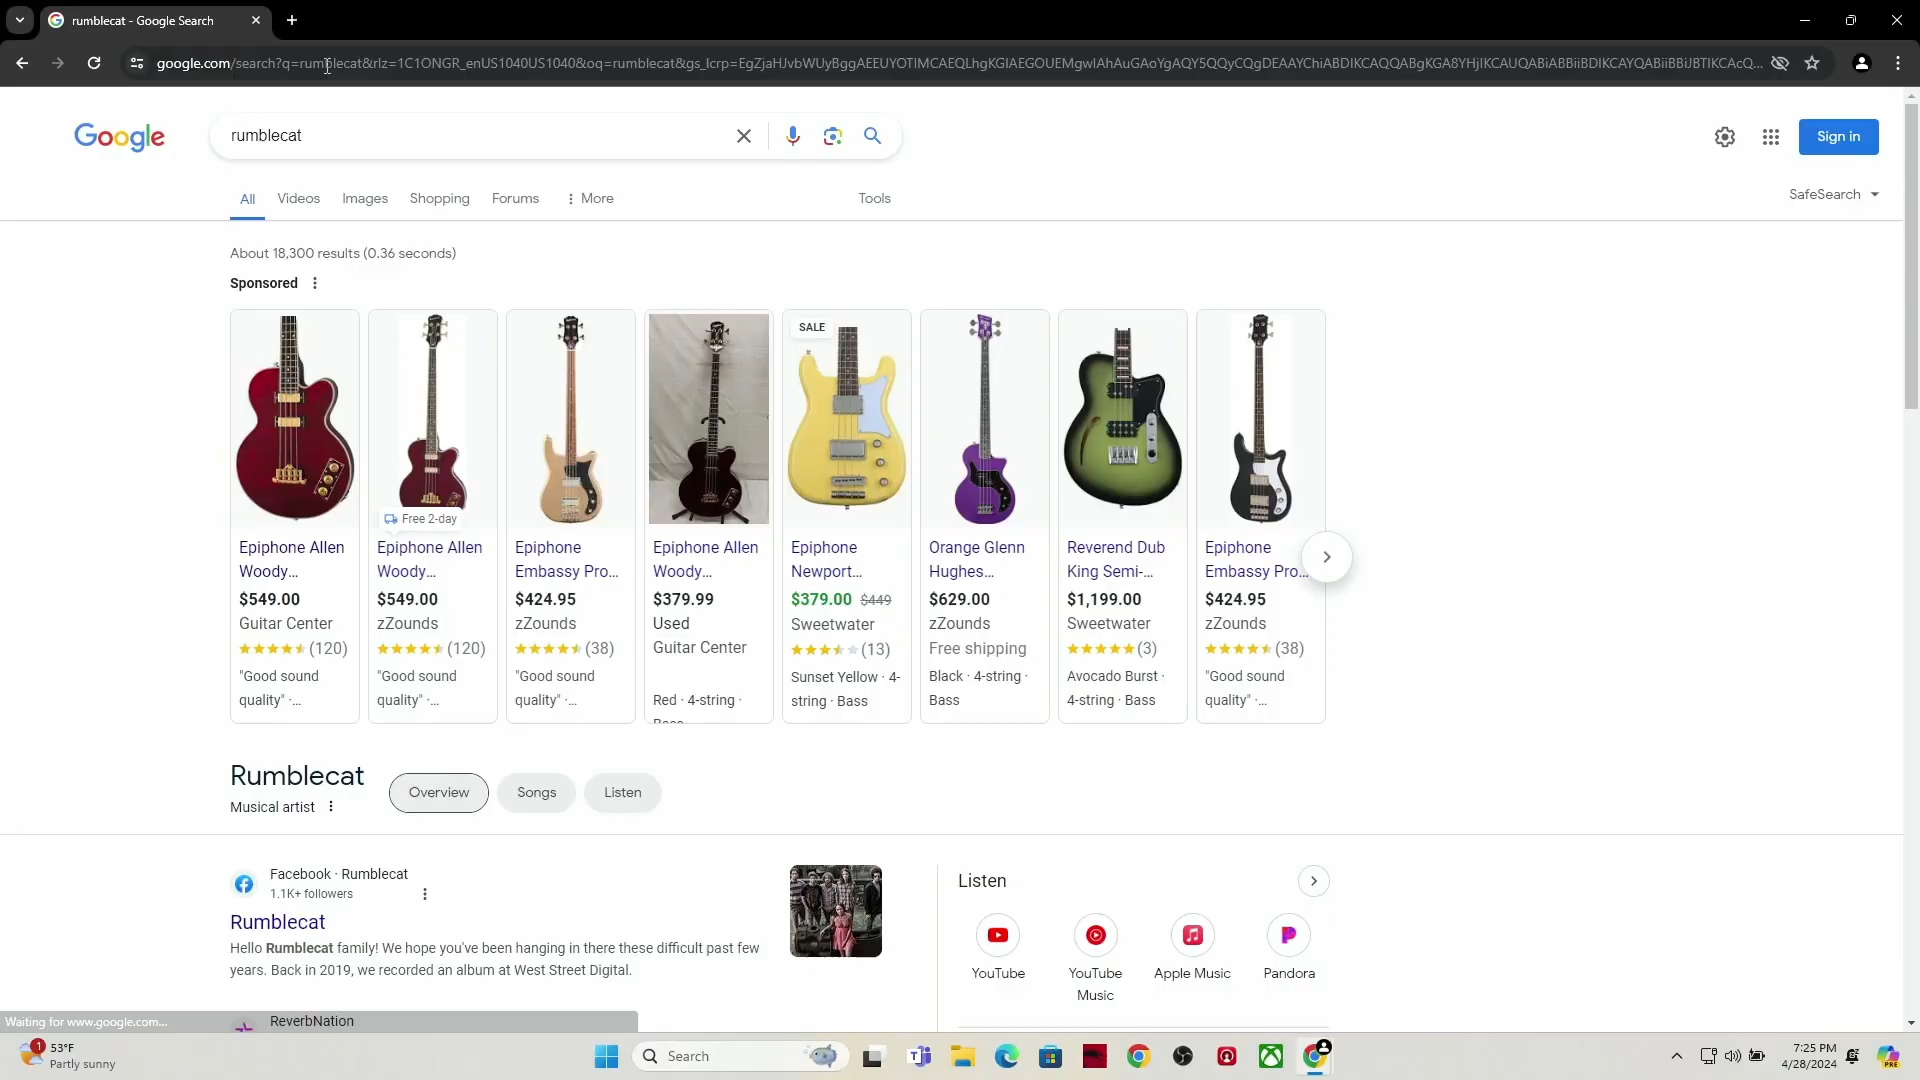 rumblecat - Google Search
google.com/search?q=rumblecat&rlz=1C1ONGR_enUS1040US1040&oq=rumblecat&gs_lcrp=
Google
rumblecat
Sign in
All Videos Images Shopping Forums More Tools
SafeSearch
About 18,300 results (0.36 seconds)
Sponsored
SALE
Free 2-day
Epiphone Allen
Woody...
$549.00
Guitar Center
(120)
"Good sound
quality" ·...
Epiphone Allen
Woody...
$549.00
zZounds
(120)
"Good sound
quality" ·...
Epiphone
Embassy Pro...
$424.95
zZounds
(38)
"Good sound
quality" ·...
Epiphone Allen
Woody...
$379.99
Used
Guitar Center
Red · 4-string ·
Epiphone
Newport...
$379.00 $449
Sweetwater
(13)
Sunset Yellow · 4-
string · Bass
Orange Glenn
Hughes...
$629.00
zZounds
Free shipping
Black · 4-string ·
Bass
Reverend Dub
King Semi-...
$1,199.00
Sweetwater
(3)
Avocado Burst ·
4-string · Bass
Epiphone
Embassy Pro...
$424.95
zZounds
(38)
"Good sound
quality" ·...
Rumblecat
Musical artist
Overview Songs Listen
Facebook · Rumblecat
1.1K+ followers
Rumblecat
Hello Rumblecat family! We hope you've been hanging in there these difficult past few
years. Back in 2019, we recorded an album at West Street Digital.
ReverbNation
Listen
YouTube
YouTube
Music
Apple Music
Pandora
Waiting for www.google.com...
1
53°F
Partly sunny
Search
7:25 PM
4/28/2024
PRE